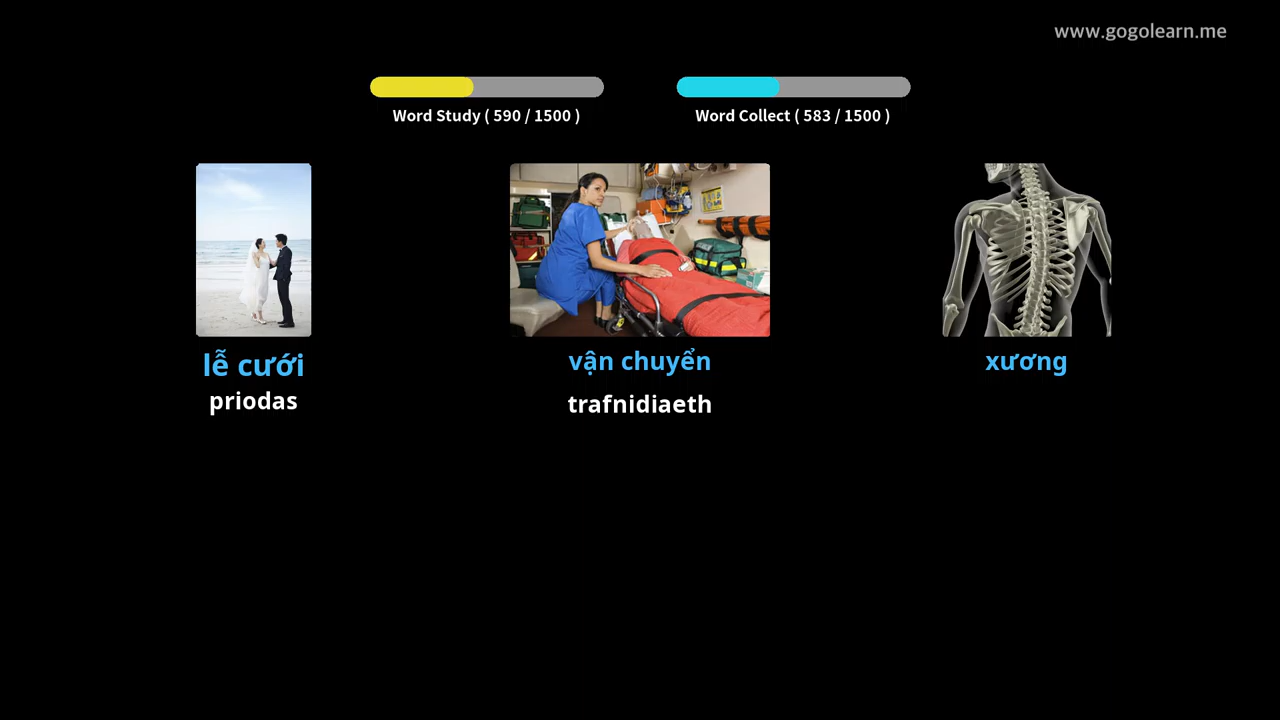 www.gogolearn.me
Word Study ( 590 / 1500 )
Word Collect ( 583 / 1500 )
lễ cưới
priodas
vận chuyển
trafnidiaeth
xương